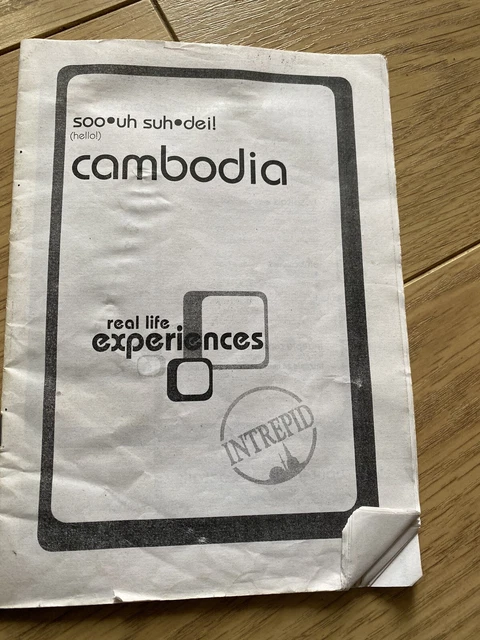 soo•uh suh•dei!
(hello!)
cambodia
real life
experiences
INTREPID